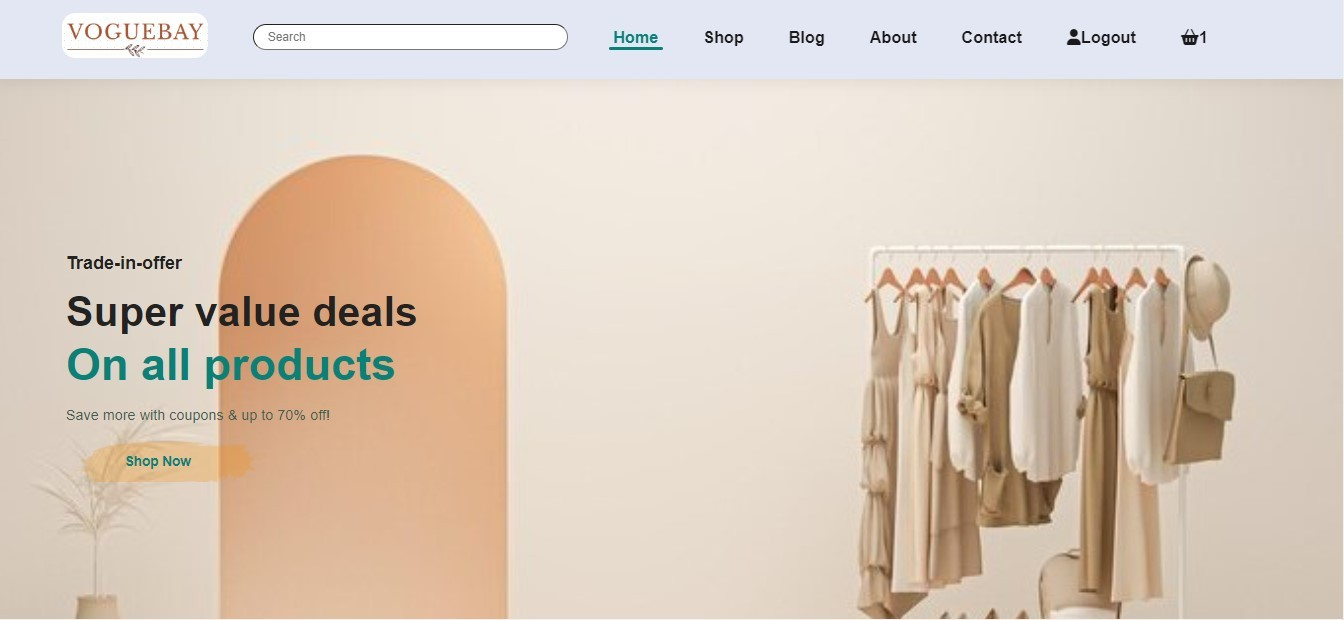 VOGUEBAY
Search
Home
Shop
Blog
About
Contact
Logout
1
Trade-in-offer
Super value deals
On all products
Save more with coupons & up to 70% off!
Shop Now